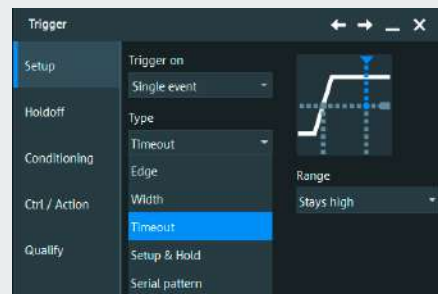 Trigger
Setup
Holdoff
Conditioning
Ctrl / Action
Qualify
Trigger on
Single event
Type
Timeout
Edge
Width
Timeout
Setup & Hold
Serial pattern
Range
Stays high